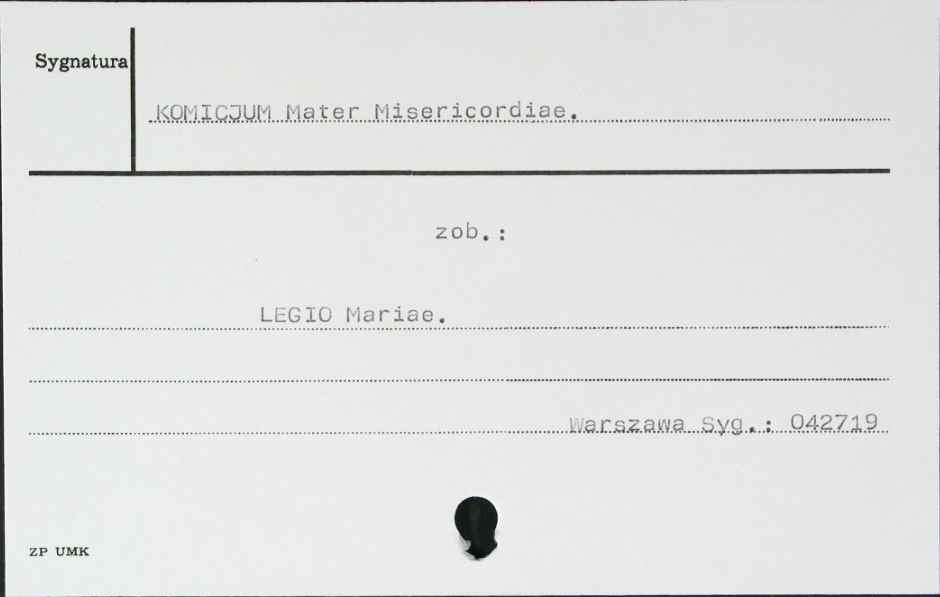 Sygnatura
KOMICJUM Mater Misericordiae.
zob.:
LEGIO Mariae.
Warszawa Syg.: 042719
ZP UMK